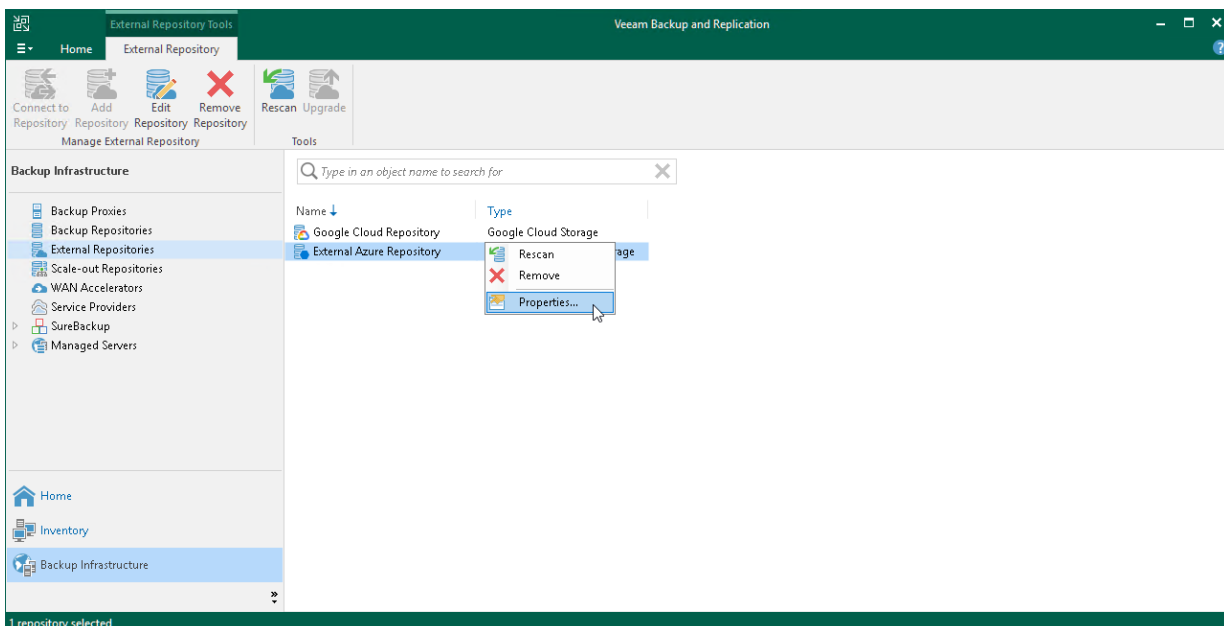 External Repository Tools
Veeam Backup and Replication
Home
External Repository
?
Connect to Repository
Add Repository
Edit Repository
Remove Repository
Rescan
Upgrade
Manage External Repository
Tools
Backup Infrastructure
Type in an object name to search for
Backup Proxies
Backup Repositories
External Repositories
Scale-out Repositories
WAN Accelerators
Service Providers
SureBackup
Managed Servers
Name
Type
Google Cloud Repository
Google Cloud Storage
External Azure Repository
rage
Rescan
Remove
Properties...
Home
Inventory
Backup Infrastructure
1 repository selected